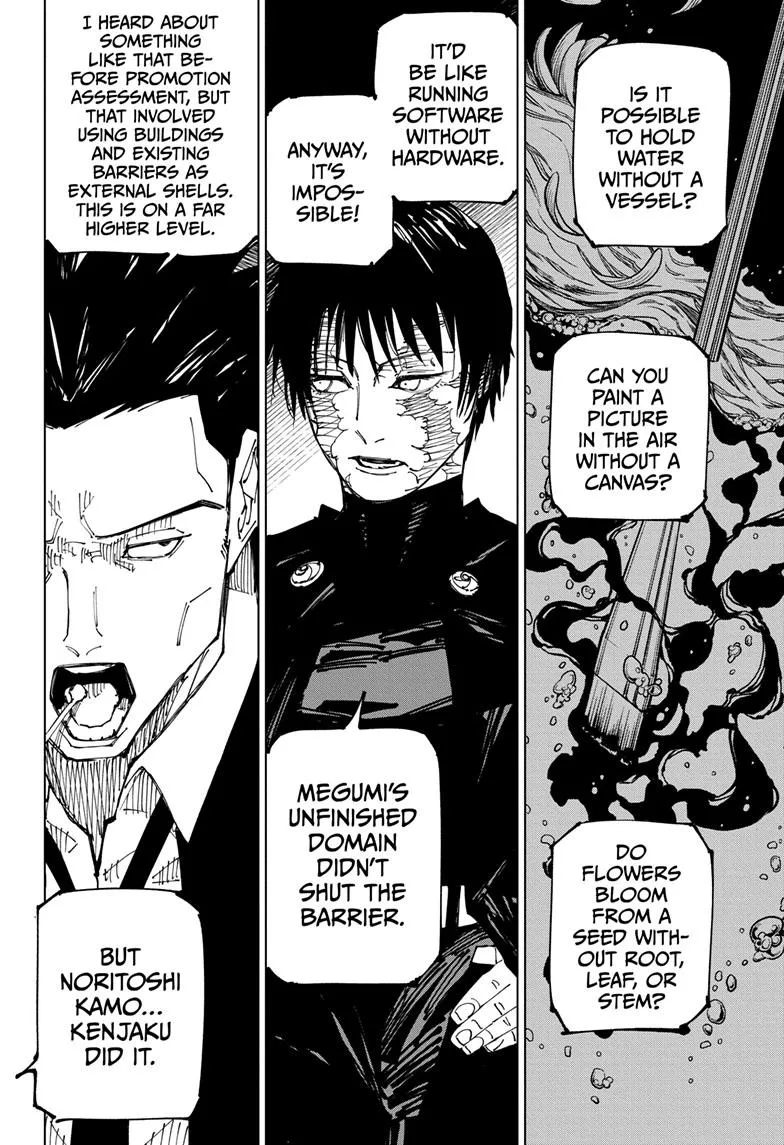 IS IT
POSSIBLE
TO HOLD
WATER
WITHOUT A
VESSEL?
CAN YOU
PAINT A
PICTURE
IN THE AIR
WITHOUT A
CANVAS?
DO
FLOWERS
BLOOM
FROM A
SEED WITH-
OUT ROOT,
LEAF, OR
STEM?
IT'D
BE LIKE
RUNNING
SOFTWARE
WITHOUT
HARDWARE.
ANYWAY,
IT'S
IMPOS-
SIBLE!
MEGUMI'S
UNFINISHED
DOMAIN
DIDN'T
SHUT THE
BARRIER.
I HEARD ABOUT
SOMETHING
LIKE THAT BE-
FORE PROMOTION
ASSESSMENT, BUT
THAT INVOLVED
USING BUILDINGS
AND EXISTING
BARRIERS AS
EXTERNAL SHELLS.
THIS IS ON A FAR
HIGHER LEVEL.
BUT
NORITOSHI
KAMO...
KENJAKU
DID IT.